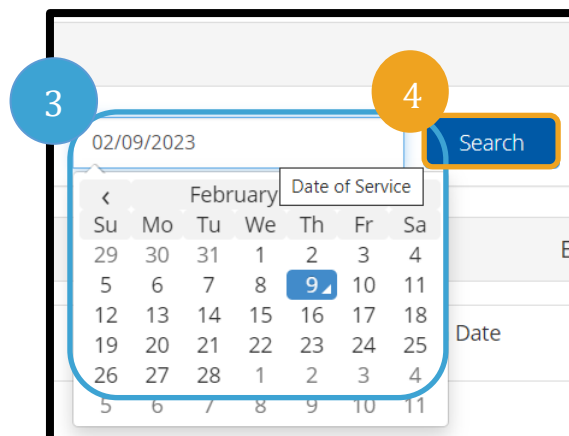 3
4
02/09/2023
Search
Date of Service
‹ February
Su Mo Tu We Th Fr Sa
29 30 31 1 2 3 4
5 6 7 8 9 10 11
12 13 14 15 16 17 18
19 20 21 22 23 24 25
26 27 28 1 2 3 4
5 6 7 8 9 10 11
Date